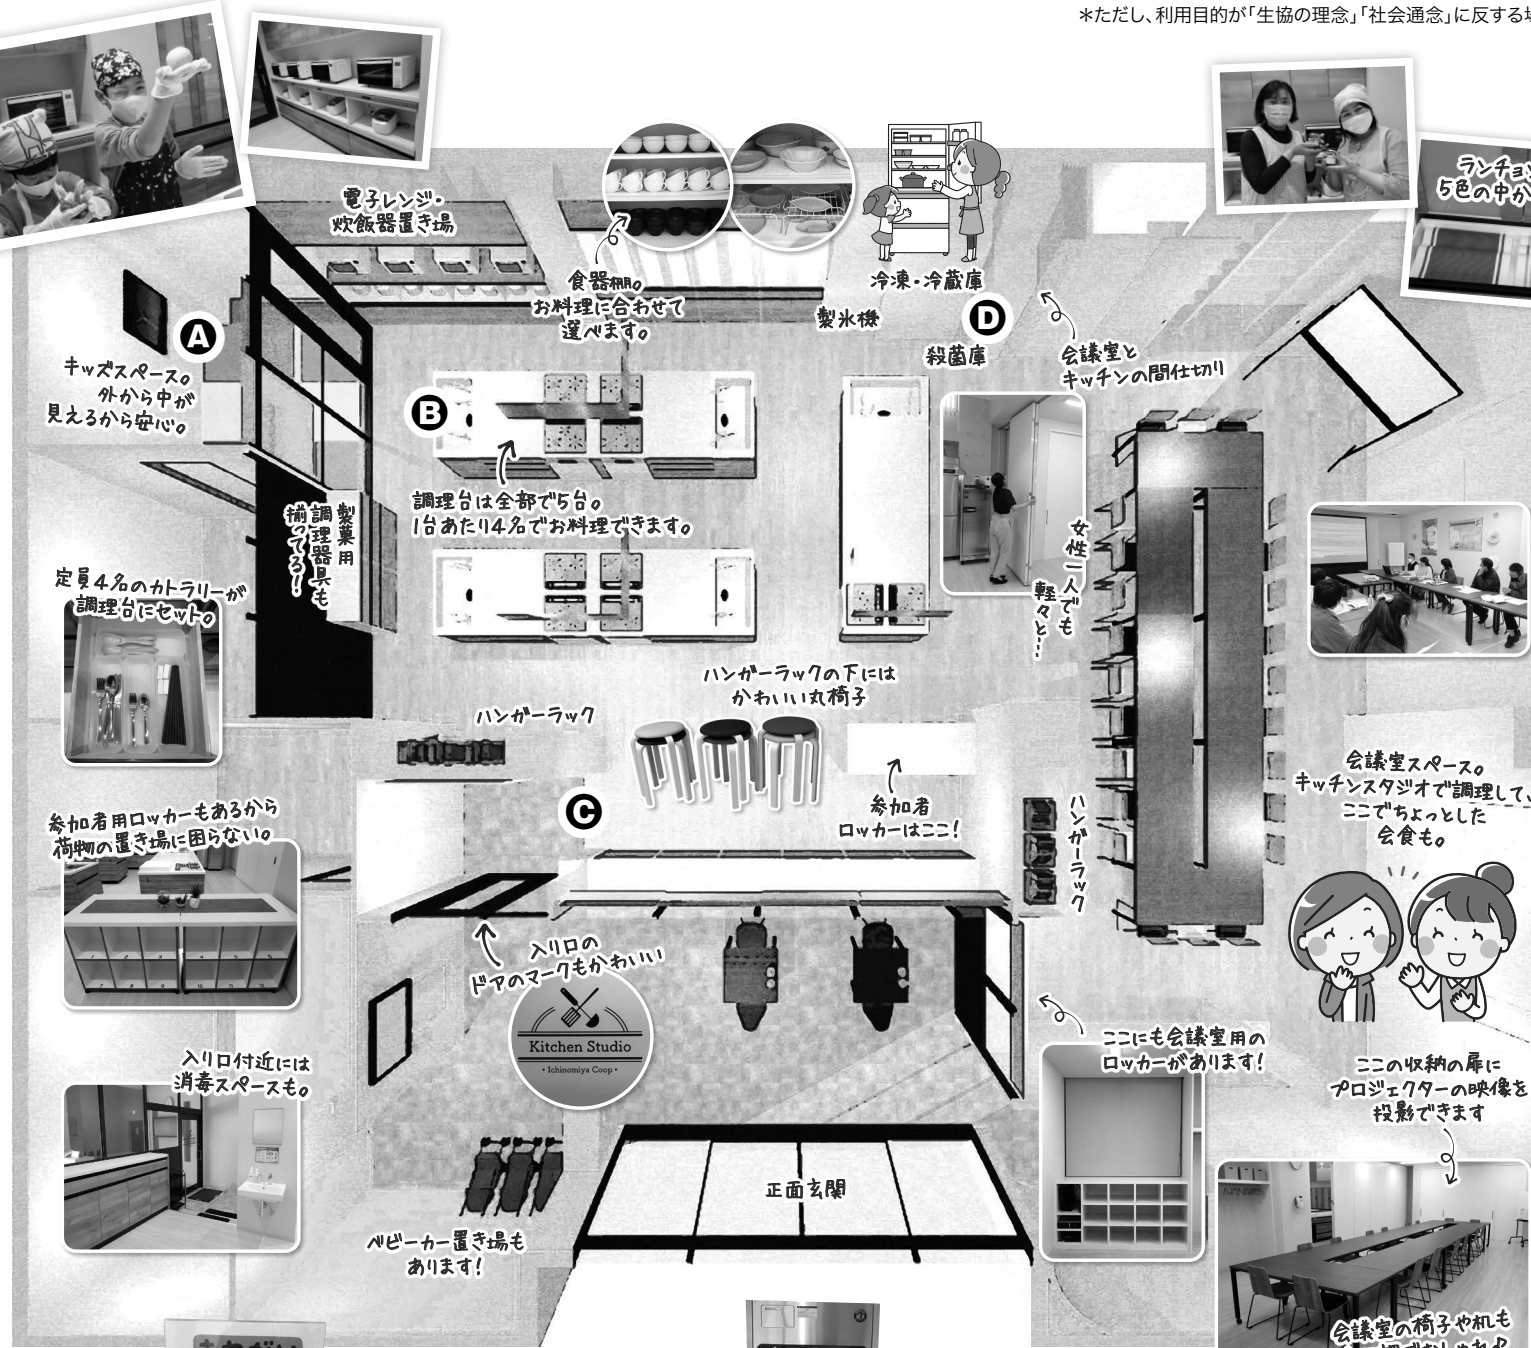 ＊ただし、利用目的が「生協の理念」「社会通念」に反する
電子レンジ・
炊飯器置き場
食器棚。
お料理に合わせて
選べます。
冷凍・冷蔵庫
製氷機
D
殺菌庫
会議室と
キッチンの間仕切り
ランチョ
5色の中か
A
キッズスペース。
外から中が
見えるから安心。
B
調理台は全部で5台。
1台あたり4名でお料理できます。
製菓用
調理器具も
揃ってる！
女性一人でも
軽々と…
定員4名のカトラリーが
調理台にセット。
ハンガーラックの下には
かわいい丸椅子
ハンガーラック
C
参加者
ロッカーはここ！
ハンガーラック
会議室スペース。
キッチンスタジオで調理して、
ここでちょっとした
会食も。
参加者用ロッカーもあるから
荷物の置き場に困らない。
入り口の
ドアのマークもかわいい
Kitchen Studio
・Ichinomiya Coop・
ここにも会議室用の
ロッカーがあります！
ここの収納の扉に
プロジェクターの映像を
投影できます
入り口付近には
消毒スペースも。
正面玄関
ベビーカー置き場も
あります！
会議室の椅子や机も